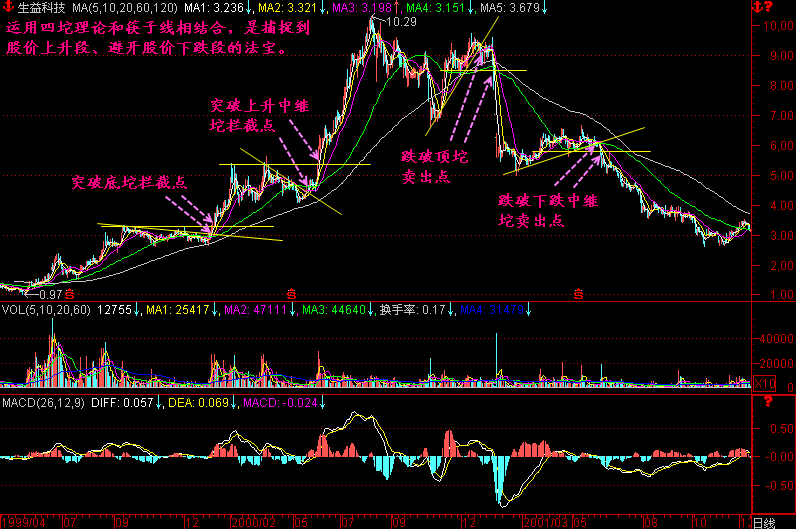 生益科技 MA(5,10,20,60,120) MA1: 3.236↓, MA2: 3.321↓, MA3: 3.198↑, MA4: 3.151↓, MA5: 3.679↓
运用四坨理论和筷子线相结合，是捕捉到
股价上升段、避开股价下跌段的法宝。
10.29
10.00
9.00
8.00
7.00
6.00
5.00
4.00
3.00
2.00
1.00
突破上升中继
坨拦截点
突破底坨拦截点
跌破顶坨
卖出点
跌破下跌中继
坨卖出点
0.97
S
S
S
VOL(5,10,20,60) 12755↓, MA1: 25417↓, MA2: 47111↓, MA3: 44640↓, 换手率: 0.17↓, MA4: 31479↓
40000
20000
0000
X10
MACD(26,12,9) DIFF: 0.057↓, DEA: 0.069↓, MACD: -0.024↓
?
?
0.50
-0.00
-0.50
1999/04 07 09 12 2000/02 05 07 09 12 2001/03 05 08 10 12 日线